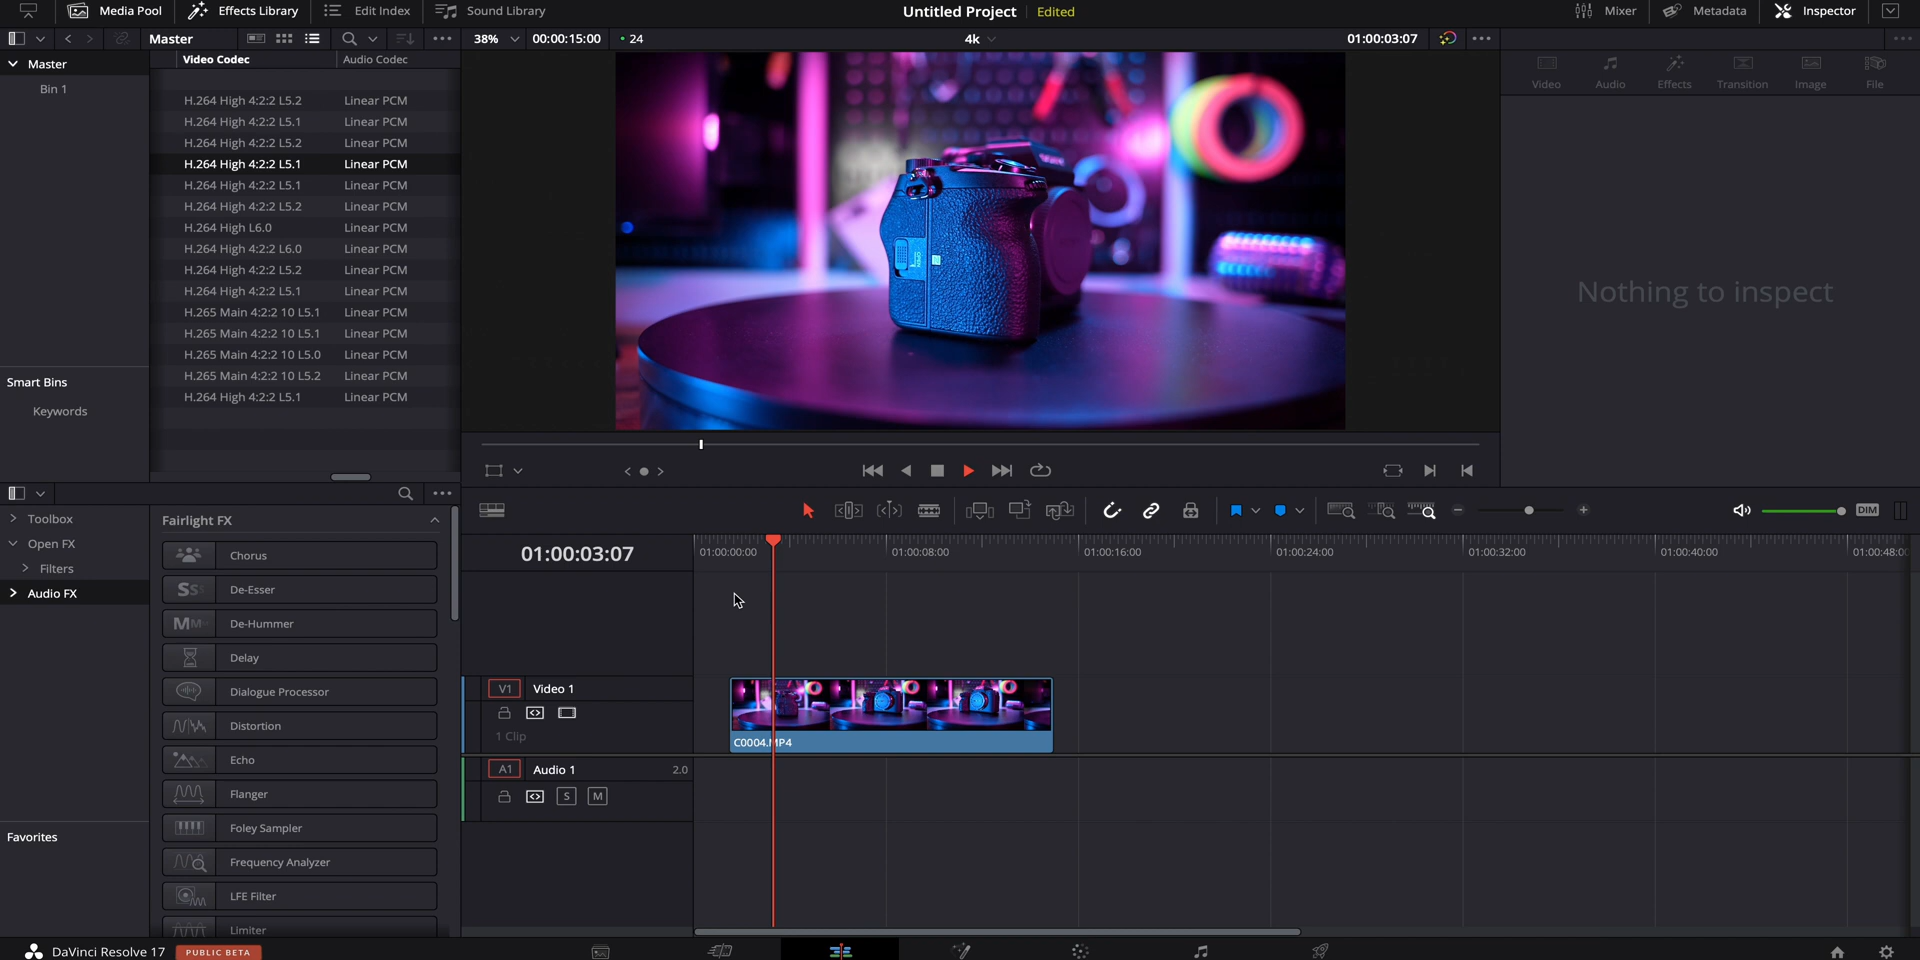 Media Pool
Effects Library
Edit Index
Sound Library
Untitled Project
Edited
Mixer
Metadata
Inspector
Master
38%
00:00:15:00
24
4k
01:00:03:07
Master
Bin 1
Video Codec
Audio Codec
H.264 High 4:2:2 L5.2
Linear PCM
H.264 High 4:2:2 L5.1
Linear PCM
H.264 High 4:2:2 L5.2
Linear PCM
H.264 High 4:2:2 L5.1
Linear PCM
H.264 High 4:2:2 L5.1
Linear PCM
H.264 High 4:2:2 L5.2
Linear PCM
H.264 High L6.0
Linear PCM
H.264 High 4:2:2 L6.0
Linear PCM
H.264 High 4:2:2 L5.2
Linear PCM
H.264 High 4:2:2 L5.1
Linear PCM
H.265 Main 4:2:2 10 L5.1
Linear PCM
H.265 Main 4:2:2 10 L5.1
Linear PCM
H.265 Main 4:2:2 10 L5.0
Linear PCM
H.265 Main 4:2:2 10 L5.2
Linear PCM
H.264 High 4:2:2 L5.1
Linear PCM
Smart Bins
Keywords
Video
Audio
Effects
Transition
Image
File
Nothing to inspect
Toolbox
Open FX
Filters
Audio FX
Favorites
Fairlight FX
Chorus
De-Esser
De-Hummer
Delay
Dialogue Processor
Distortion
Echo
Flanger
Foley Sampler
Frequency Analyzer
LFE Filter
Limiter
DIM
01:00:03:07
01:00:00:00
01:00:08:00
01:00:16:00
01:00:24:00
01:00:32:00
01:00:40:00
01:00:48:00
V1
Video 1
1 Clip
C0004.MP4
A1
Audio 1
2.0
S
M
DaVinci Resolve 17
PUBLIC BETA